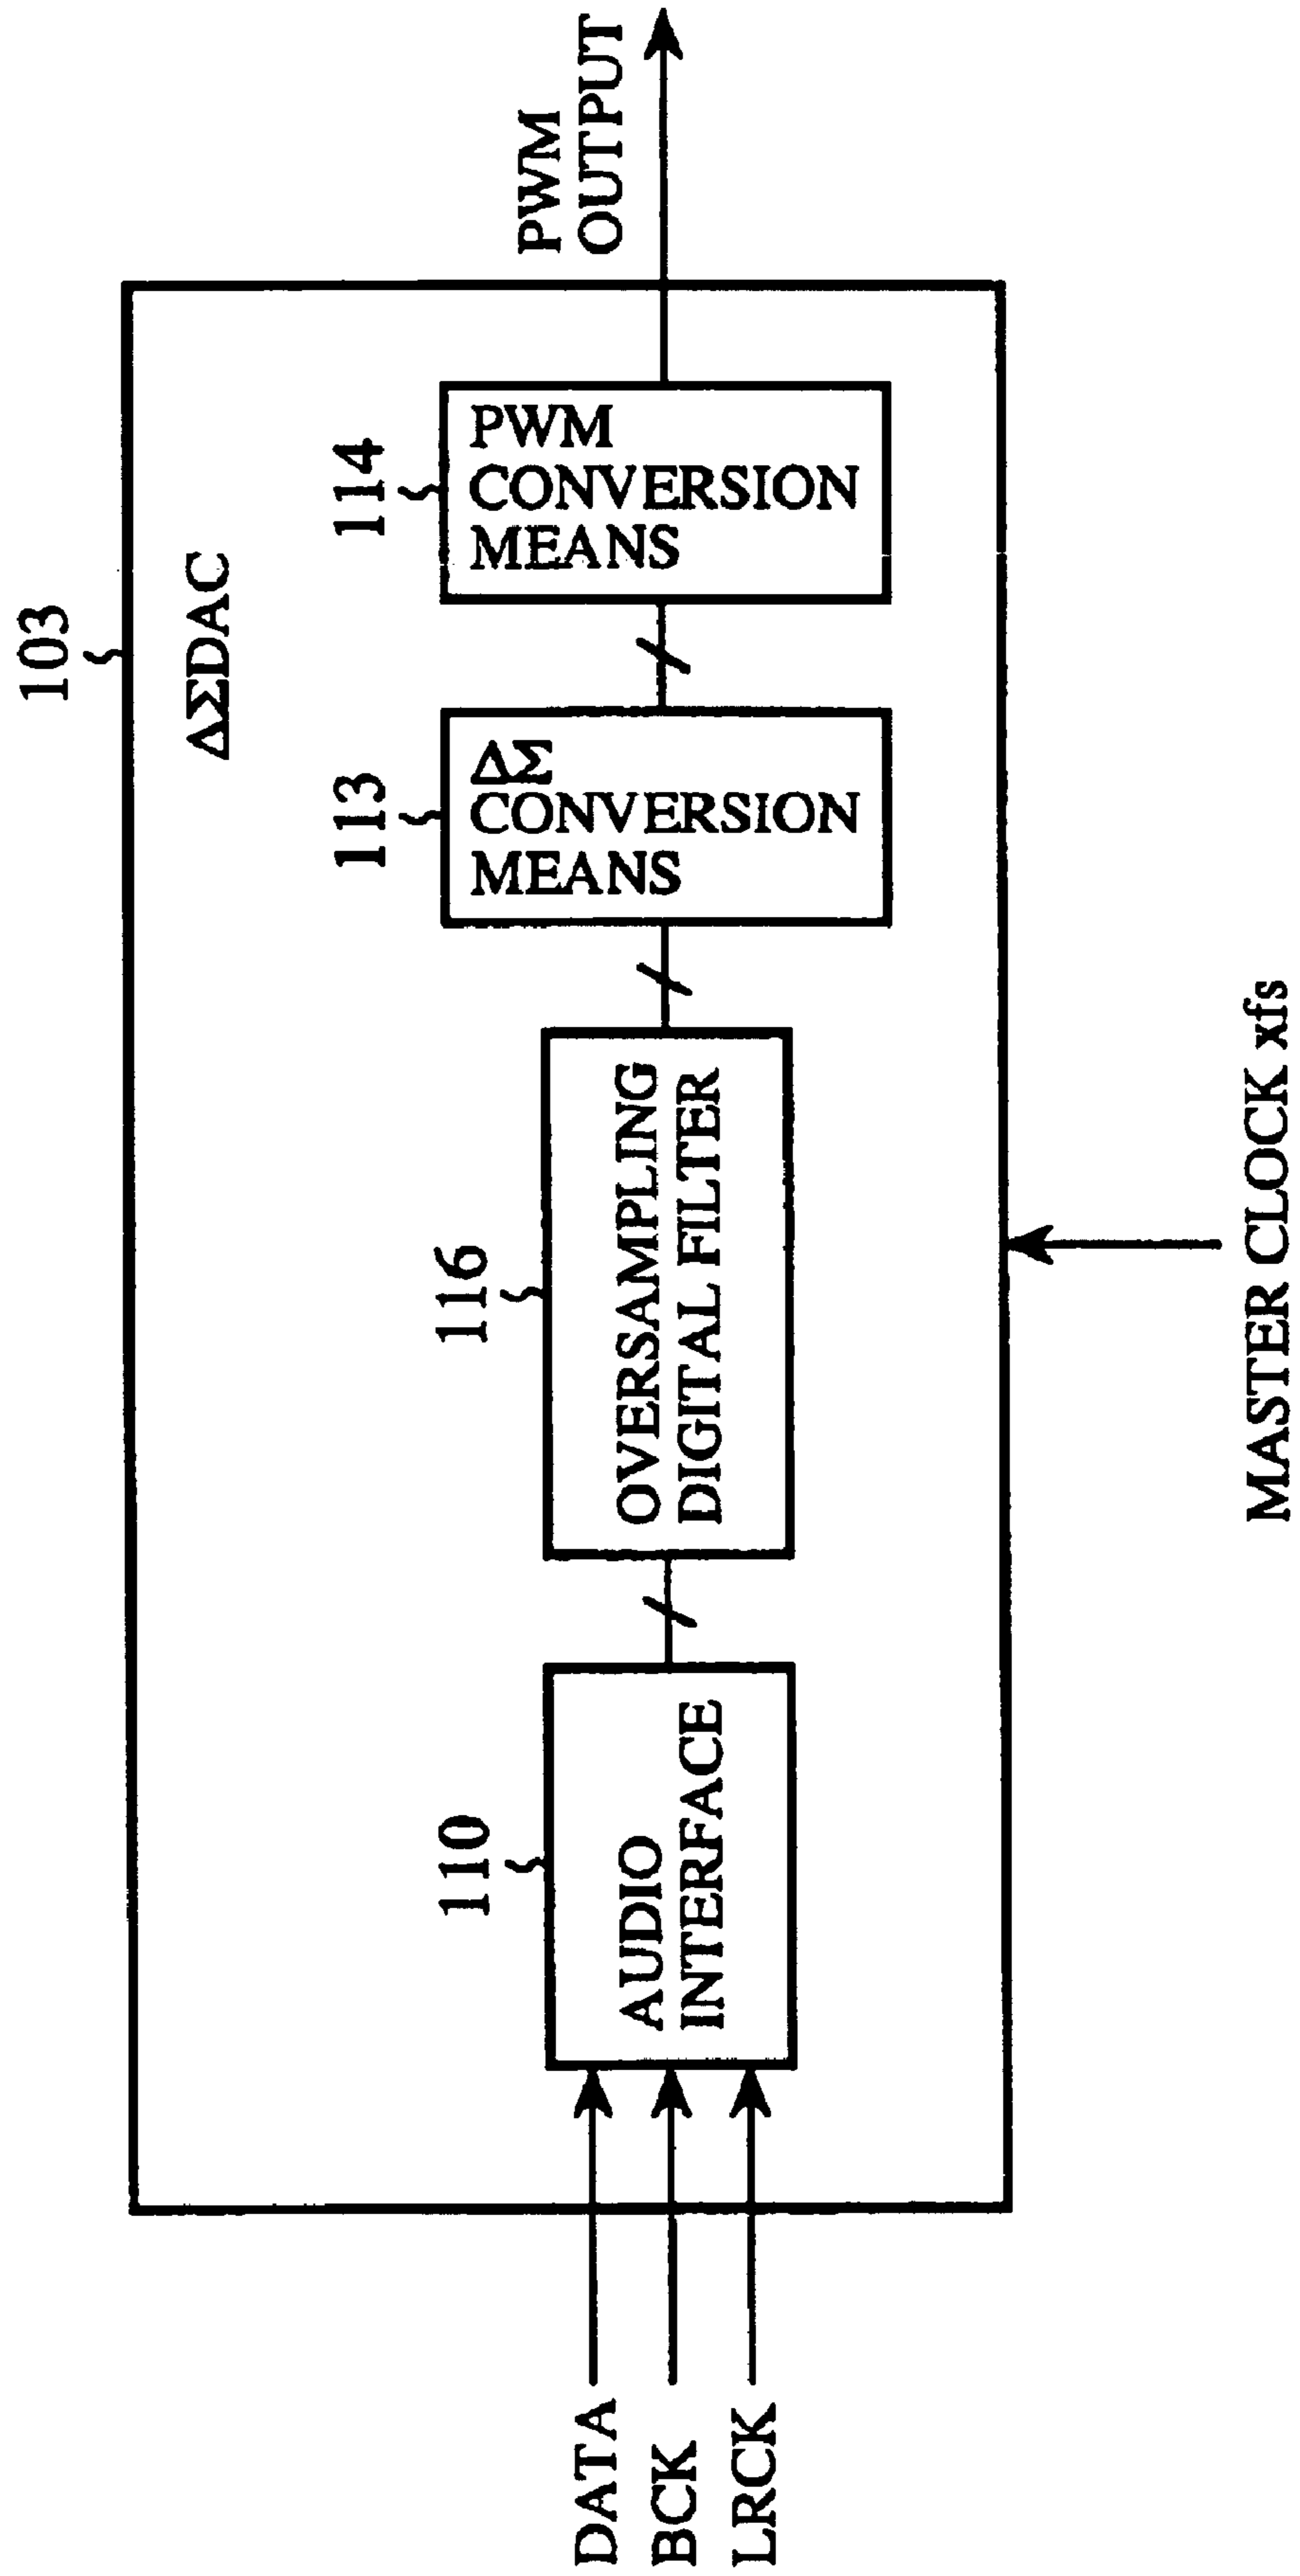 103
ΔΣDAC
DATA
BCK
LRCK
110
AUDIO
INTERFACE
116
OVERSAMPLING
DIGITAL FILTER
113
ΔΣ
CONVERSION
MEANS
114
PWM
CONVERSION
MEANS
PWM
OUTPUT
MASTER CLOCK xfs